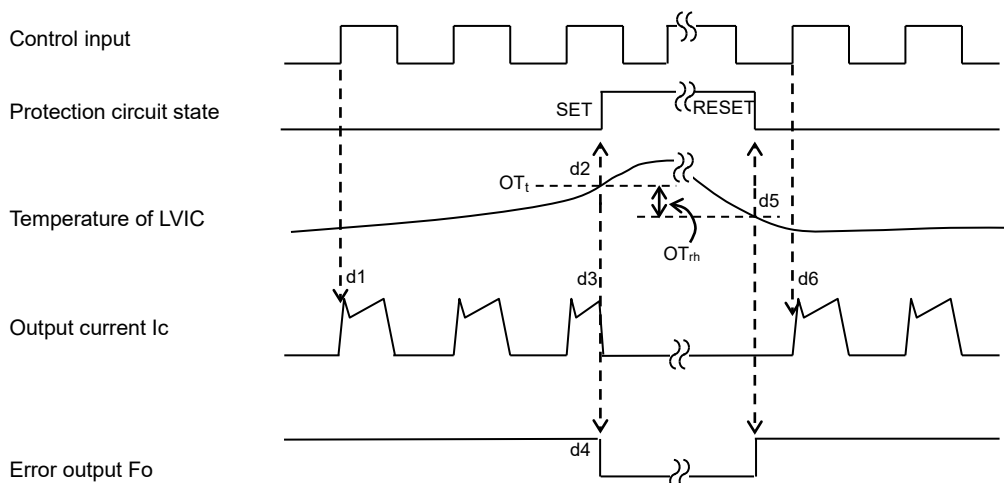 Control input
Protection circuit state
SET
RESET
d2
OTt
d5
Temperature of LVIC
OTrh
d1
d3
d6
Output current Ic
d4
Error output Fo